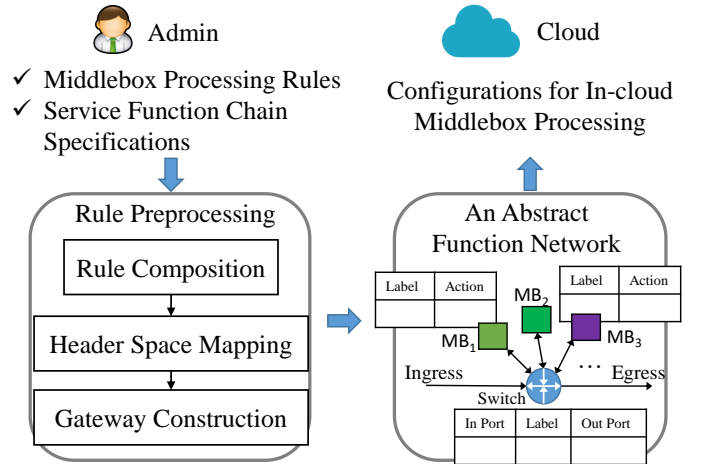 Admin
✓ Middlebox Processing Rules
✓ Service Function Chain
Specifications
Rule Preprocessing
Rule Composition
Header Space Mapping
Gateway Construction
Cloud
Configurations for In-cloud
Middlebox Processing
An Abstract
Function Network
Label Action
MB₂
Label Action
MB₁
MB₃
Ingress
...
Egress
Switch
In Port Label Out Port